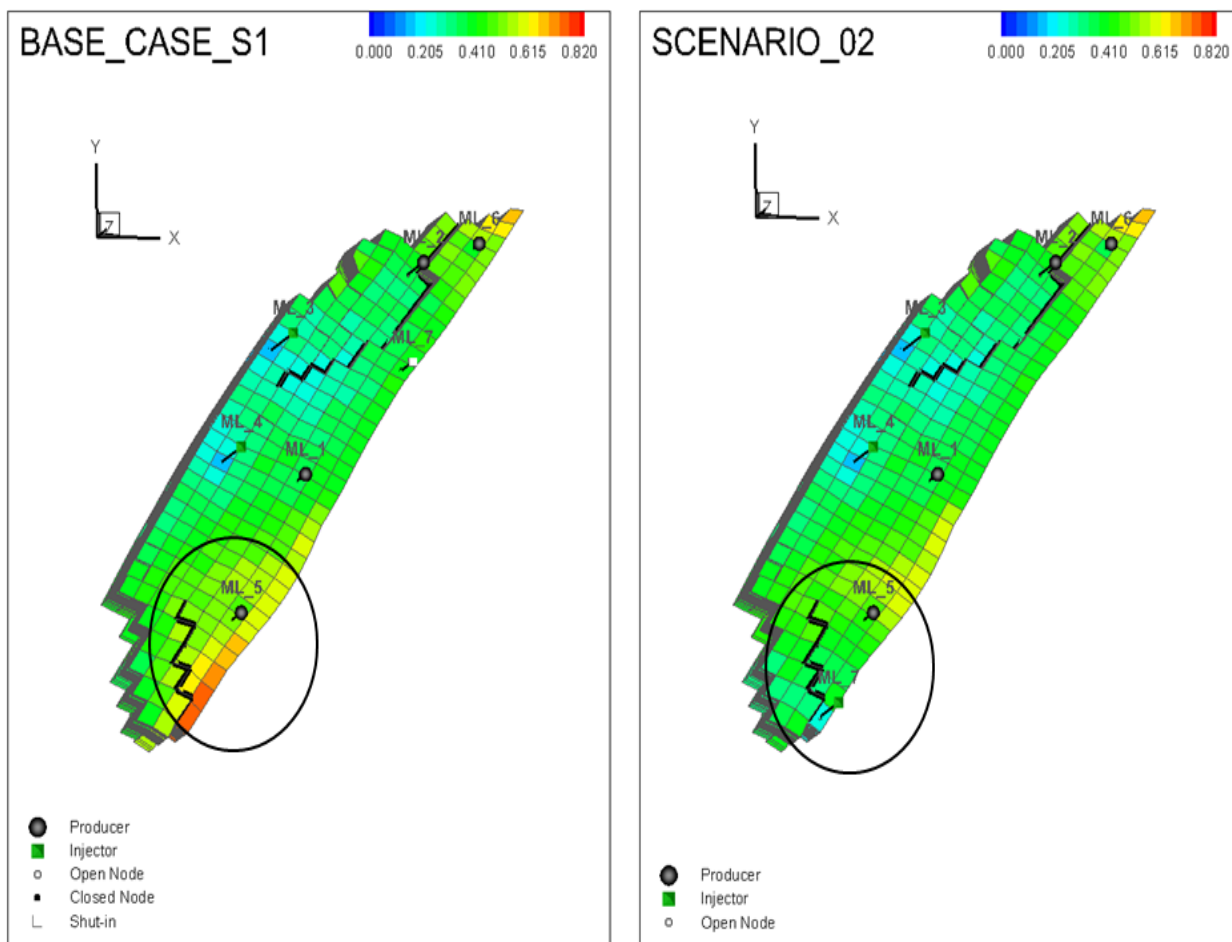 BASE_CASE_S1
0.000 0.205 0.410 0.615 0.820
Y
Z
X
ML_6
ML_2
ML_3
ML_7
ML_4
ML_1
ML_5
Producer
Injector
Open Node
Closed Node
Shut-in
SCENARIO_02
0.000 0.205 0.410 0.615 0.820
Y
Z
X
ML_6
ML_2
ML_3
ML_4
ML_1
ML_5
ML_7
Producer
Injector
Open Node